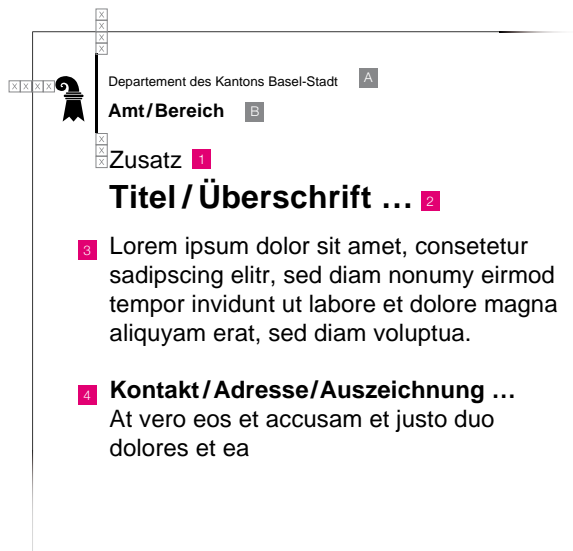 X
X
X
X
X X X X
Departement des Kantons Basel-Stadt A
Amt/Bereich B
X
X
X
Zusatz 1
Titel / Überschrift … 2
3 Lorem ipsum dolor sit amet, consetetur
sadipscing elitr, sed diam nonumy eirmod
tempor invidunt ut labore et dolore magna
aliquyam erat, sed diam voluptua.
4 Kontakt/Adresse/Auszeichnung …
At vero eos et accusam et justo duo
dolores et ea